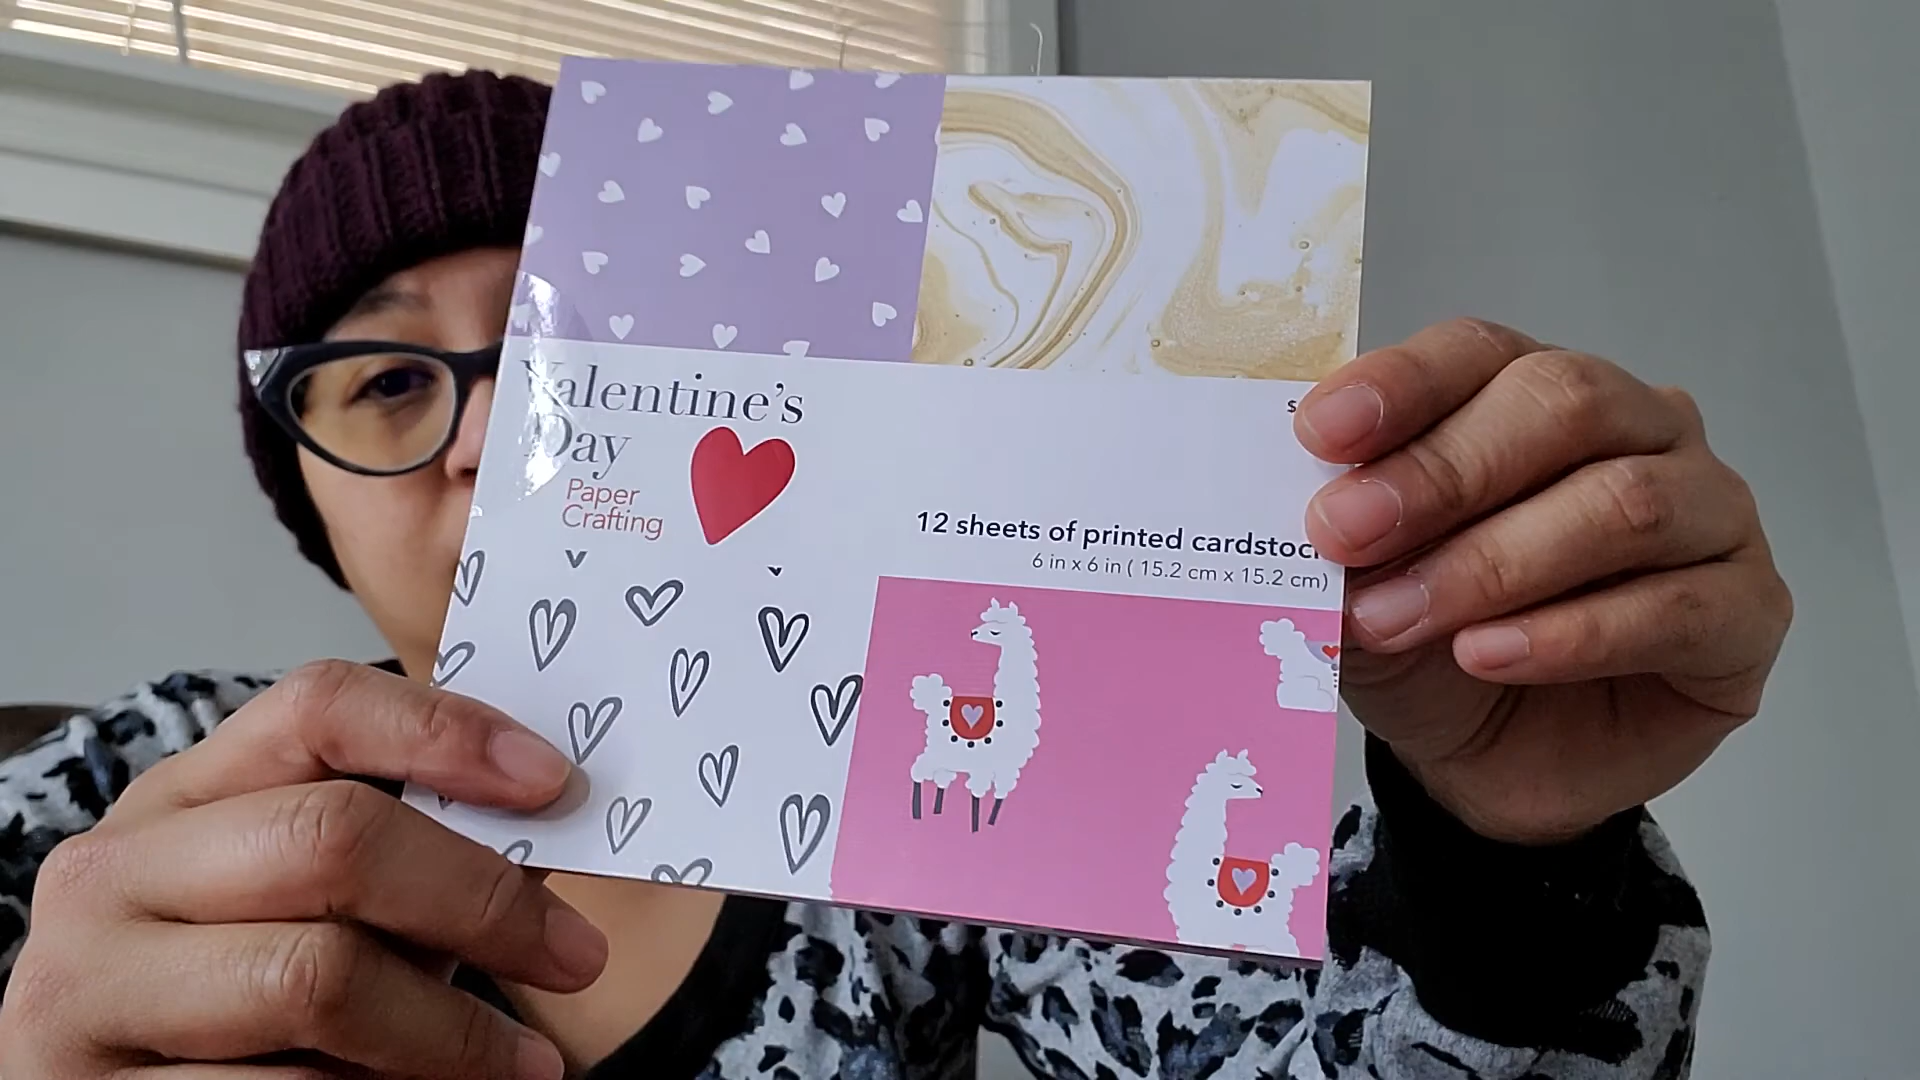 Valentine's
Day
Paper
Crafting
$
12 sheets of printed cardstock
6 in x 6 in ( 15.2 cm x 15.2 cm)